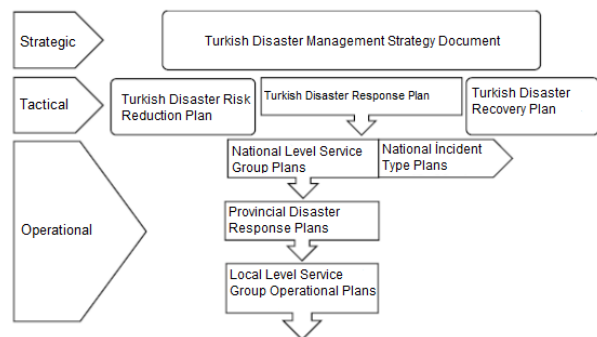 Strategic
Turkish Disaster Management Strategy Document
Tactical
Turkish Disaster Risk
Reduction Plan
Turkish Disaster Response Plan
Turkish Disaster
Recovery Plan
National Level Service
Group Plans
National İncident
Type Plans
Operational
Provincial Disaster
Response Plans
Local Level Service
Group Operational Plans